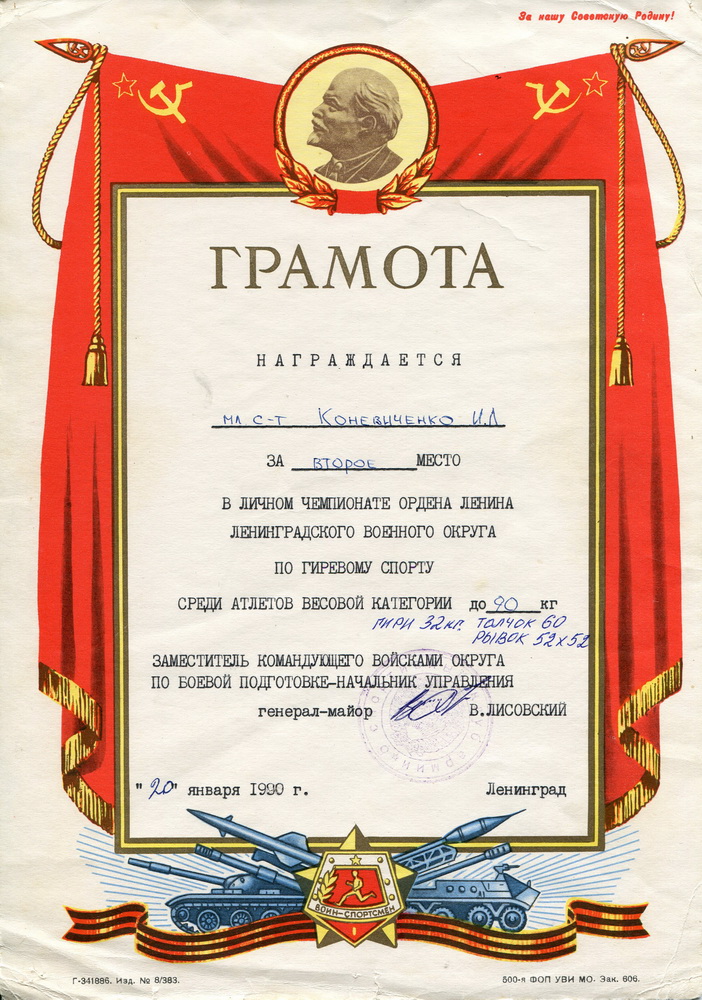 За нашу Советскую Родину!
ГРАМОТА
НАГРАЖДАЕТСЯ
мл с-т Коневиченко И.Л
ЗА второе МЕСТО
В ЛИЧНОМ ЧЕМПИОНАТЕ ОРДЕНА ЛЕНИНА
ЛЕНИНГРАДСКОГО ВОЕННОГО ОКРУГА
ПО ГИРЕВОМУ СПОРТУ
СРЕДИ АТЛЕТОВ ВЕСОВОЙ КАТЕГОРИИ до 90 кг
ГИРИ 32 кг. ТОЛЧОК 60
РЫВОК 52х52
ЗАМЕСТИТЕЛЬ КОМАНДУЮЩЕГО ВОЙСКАМИ ОКРУГА
ПО БОЕВОЙ ПОДГОТОВКЕ-НАЧАЛЬНИК УПРАВЛЕНИЯ
генерал-майор В.ЛИСОВСКИЙ
"20" января 1990 г. Ленинград
ВОИН-СПОРТСМЕН
I
Г-341886. Изд. № 8/383. 500-я ФОП УВИ МО. Зак. 606.